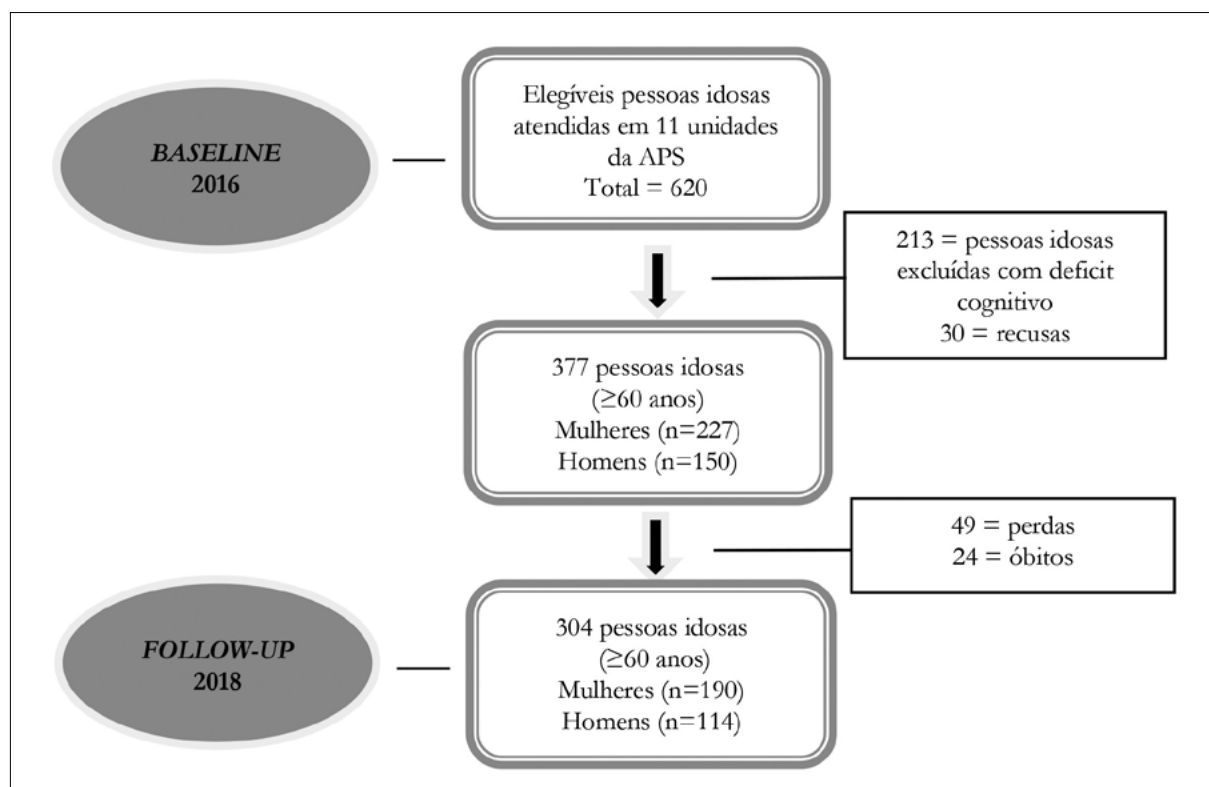 BASELINE
2016
Elegíveis pessoas idosas
atendidas em 11 unidades
da APS
Total = 620
213 = pessoas idosas
excluídas com deficit
cognitivo
30 = recusas
377 pessoas idosas
(≥60 anos)
Mulheres (n=227)
Homens (n=150)
49 = perdas
24 = óbitos
FOLLOW-UP
2018
304 pessoas idosas
(≥60 anos)
Mulheres (n=190)
Homens (n=114)